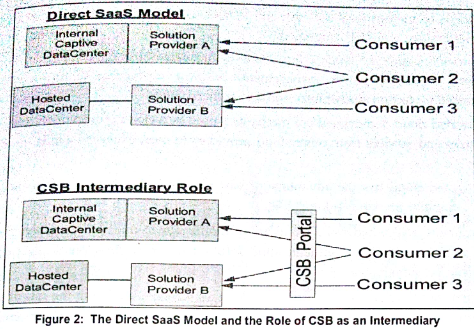 Direct SaaS Model
Internal
Captive
DataCenter
Solution
Provider A
Consumer 1
Consumer 2
Hosted
DataCenter
Solution
Provider B
Consumer 3
CSB Intermediary Role
Internal
Captive
DataCenter
Solution
Provider A
CSB Portal
Consumer 1
Consumer 2
Hosted
DataCenter
Solution
Provider B
Consumer 3
Figure 2: The Direct SaaS Model and the Role of CSB as an Intermediary